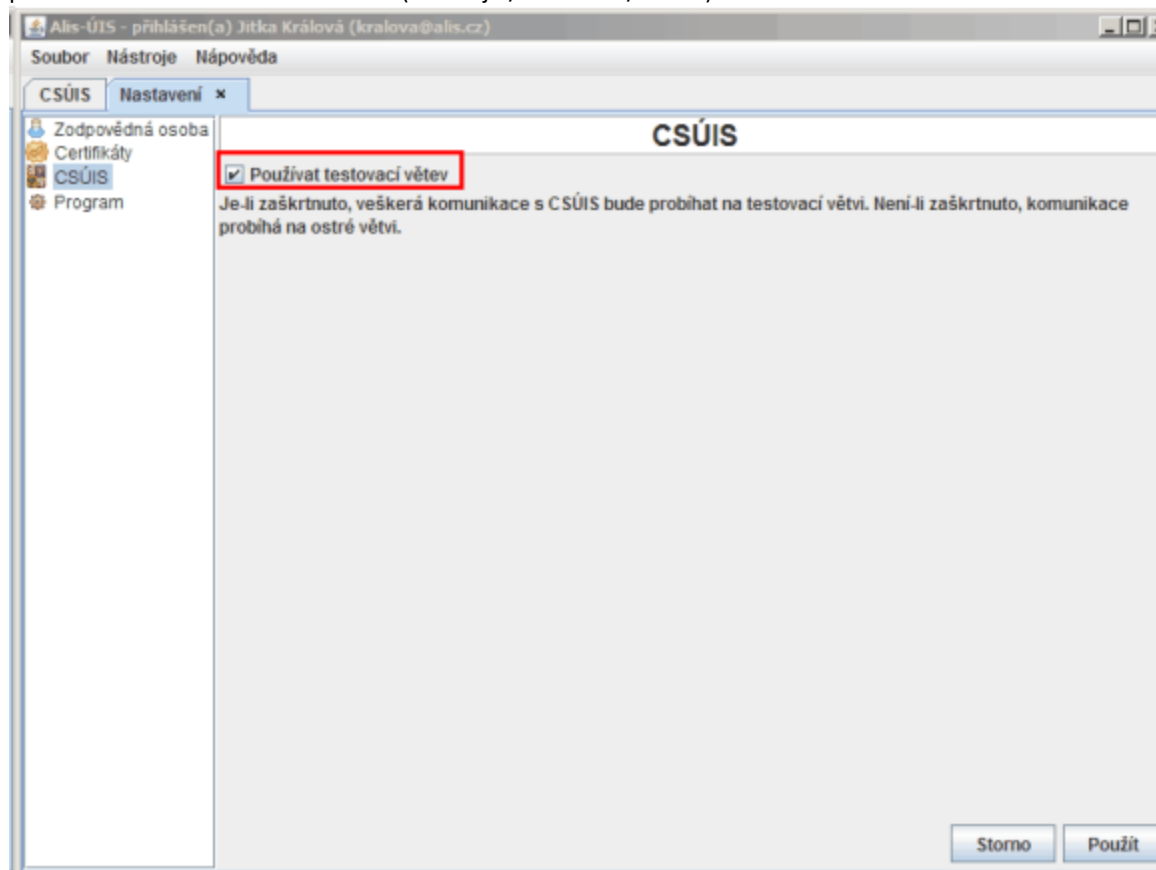 Alis-ÚIS - přihlášen(a) Jitka Králová (kralova@alis.cz)
Soubor Nástroje Nápověda
CSÚIS Nastavení ×
Zodpovědná osoba
Certifikáty
CSÚIS
Program
CSÚIS
Používat testovací větev
Je-li zaškrtnuto, veškerá komunikace s CSÚIS bude probíhat na testovací větvi. Není-li zaškrtnuto, komunikace
probíhá na ostré větvi.
Storno Použít